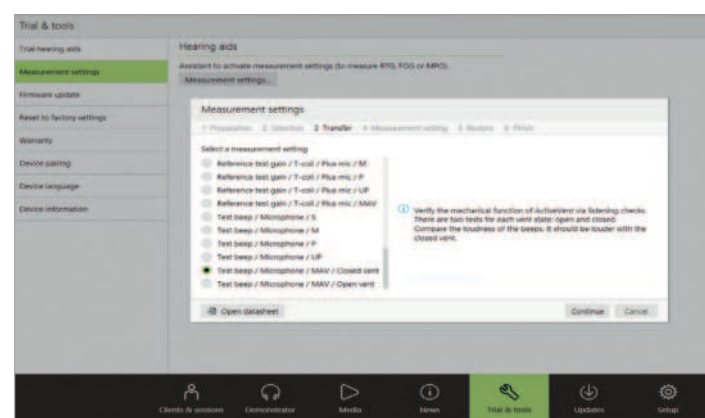 Trial & tools
Trial hearing aids
Measurement settings
Firmware update
Reset to factory settings
Warranty
Device pairing
Device language
Device information
Hearing aids
Assistant to activate measurement settings (to measure RTG, FOG or MPO).
Measurement settings...
Measurement settings
1 Preparation 2 Selection 3 Transfer 4 Measurement setting 5 Restore 6 Finish
Select a measurement setting
Reference test gain / T-coil / Plus mic / M
Reference test gain / T-coil / Plus mic / P
Reference test gain / T-coil / Plus mic / UP
Reference test gain / T-coil / Plus mic / MAV
Test beep / Microphone / S
Test beep / Microphone / M
Test beep / Microphone / P
Test beep / Microphone / UP
Test beep / Microphone / MAV / Closed vent
Test beep / Microphone / MAV / Open vent
Verify the mechanical function of ActiveVent via listening checks.
There are two tests for each vent state: open and closed.
Compare the loudness of the beeps. It should be louder with the
closed vent.
Open datasheet
Continue
Cancel
Clients & sessions
Demonstrator
Media
News
Trial & tools
Updates
Setup